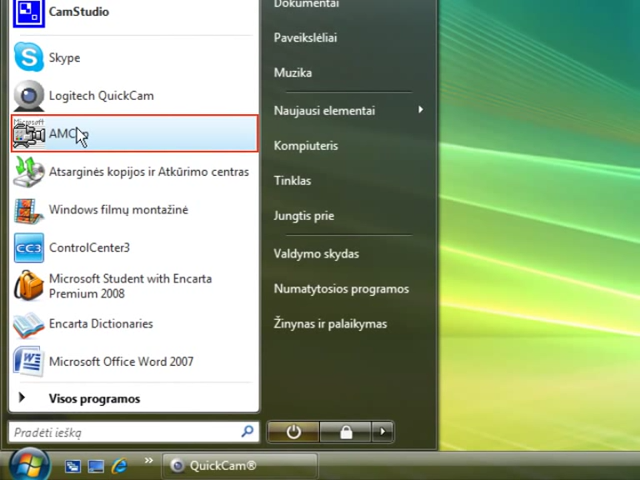 CamStudio
Skype
Logitech QuickCam
Microsoft
Atsarginės kopijos ir Atkūrimo centras
Windows filmų montažinė
CC3
ControlCenter3
Microsoft Student with Encarta
Premium 2008
Encarta Dictionaries
Microsoft Office Word 2007
Visos programos
Pradėti iešką
Dokumentai
Paveikslėliai
Muzika
Naujausi elementai
Kompiuteris
Tinklas
Jungtis prie
Valdymo skydas
Numatytosios programos
Žinynas ir palaikymas
»
QuickCam®